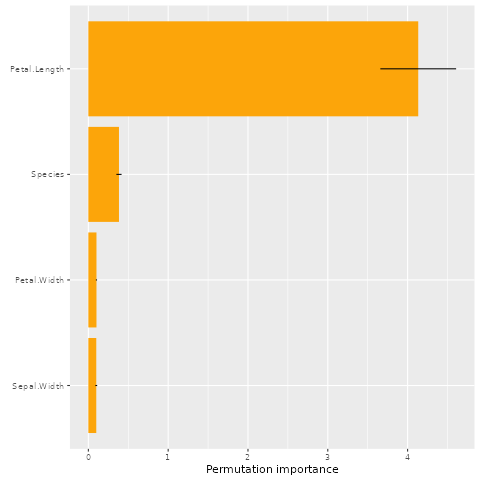 Petal.Length
Species
Petal.Width
Sepal.Width
0 1 2 3 4
Permutation importance